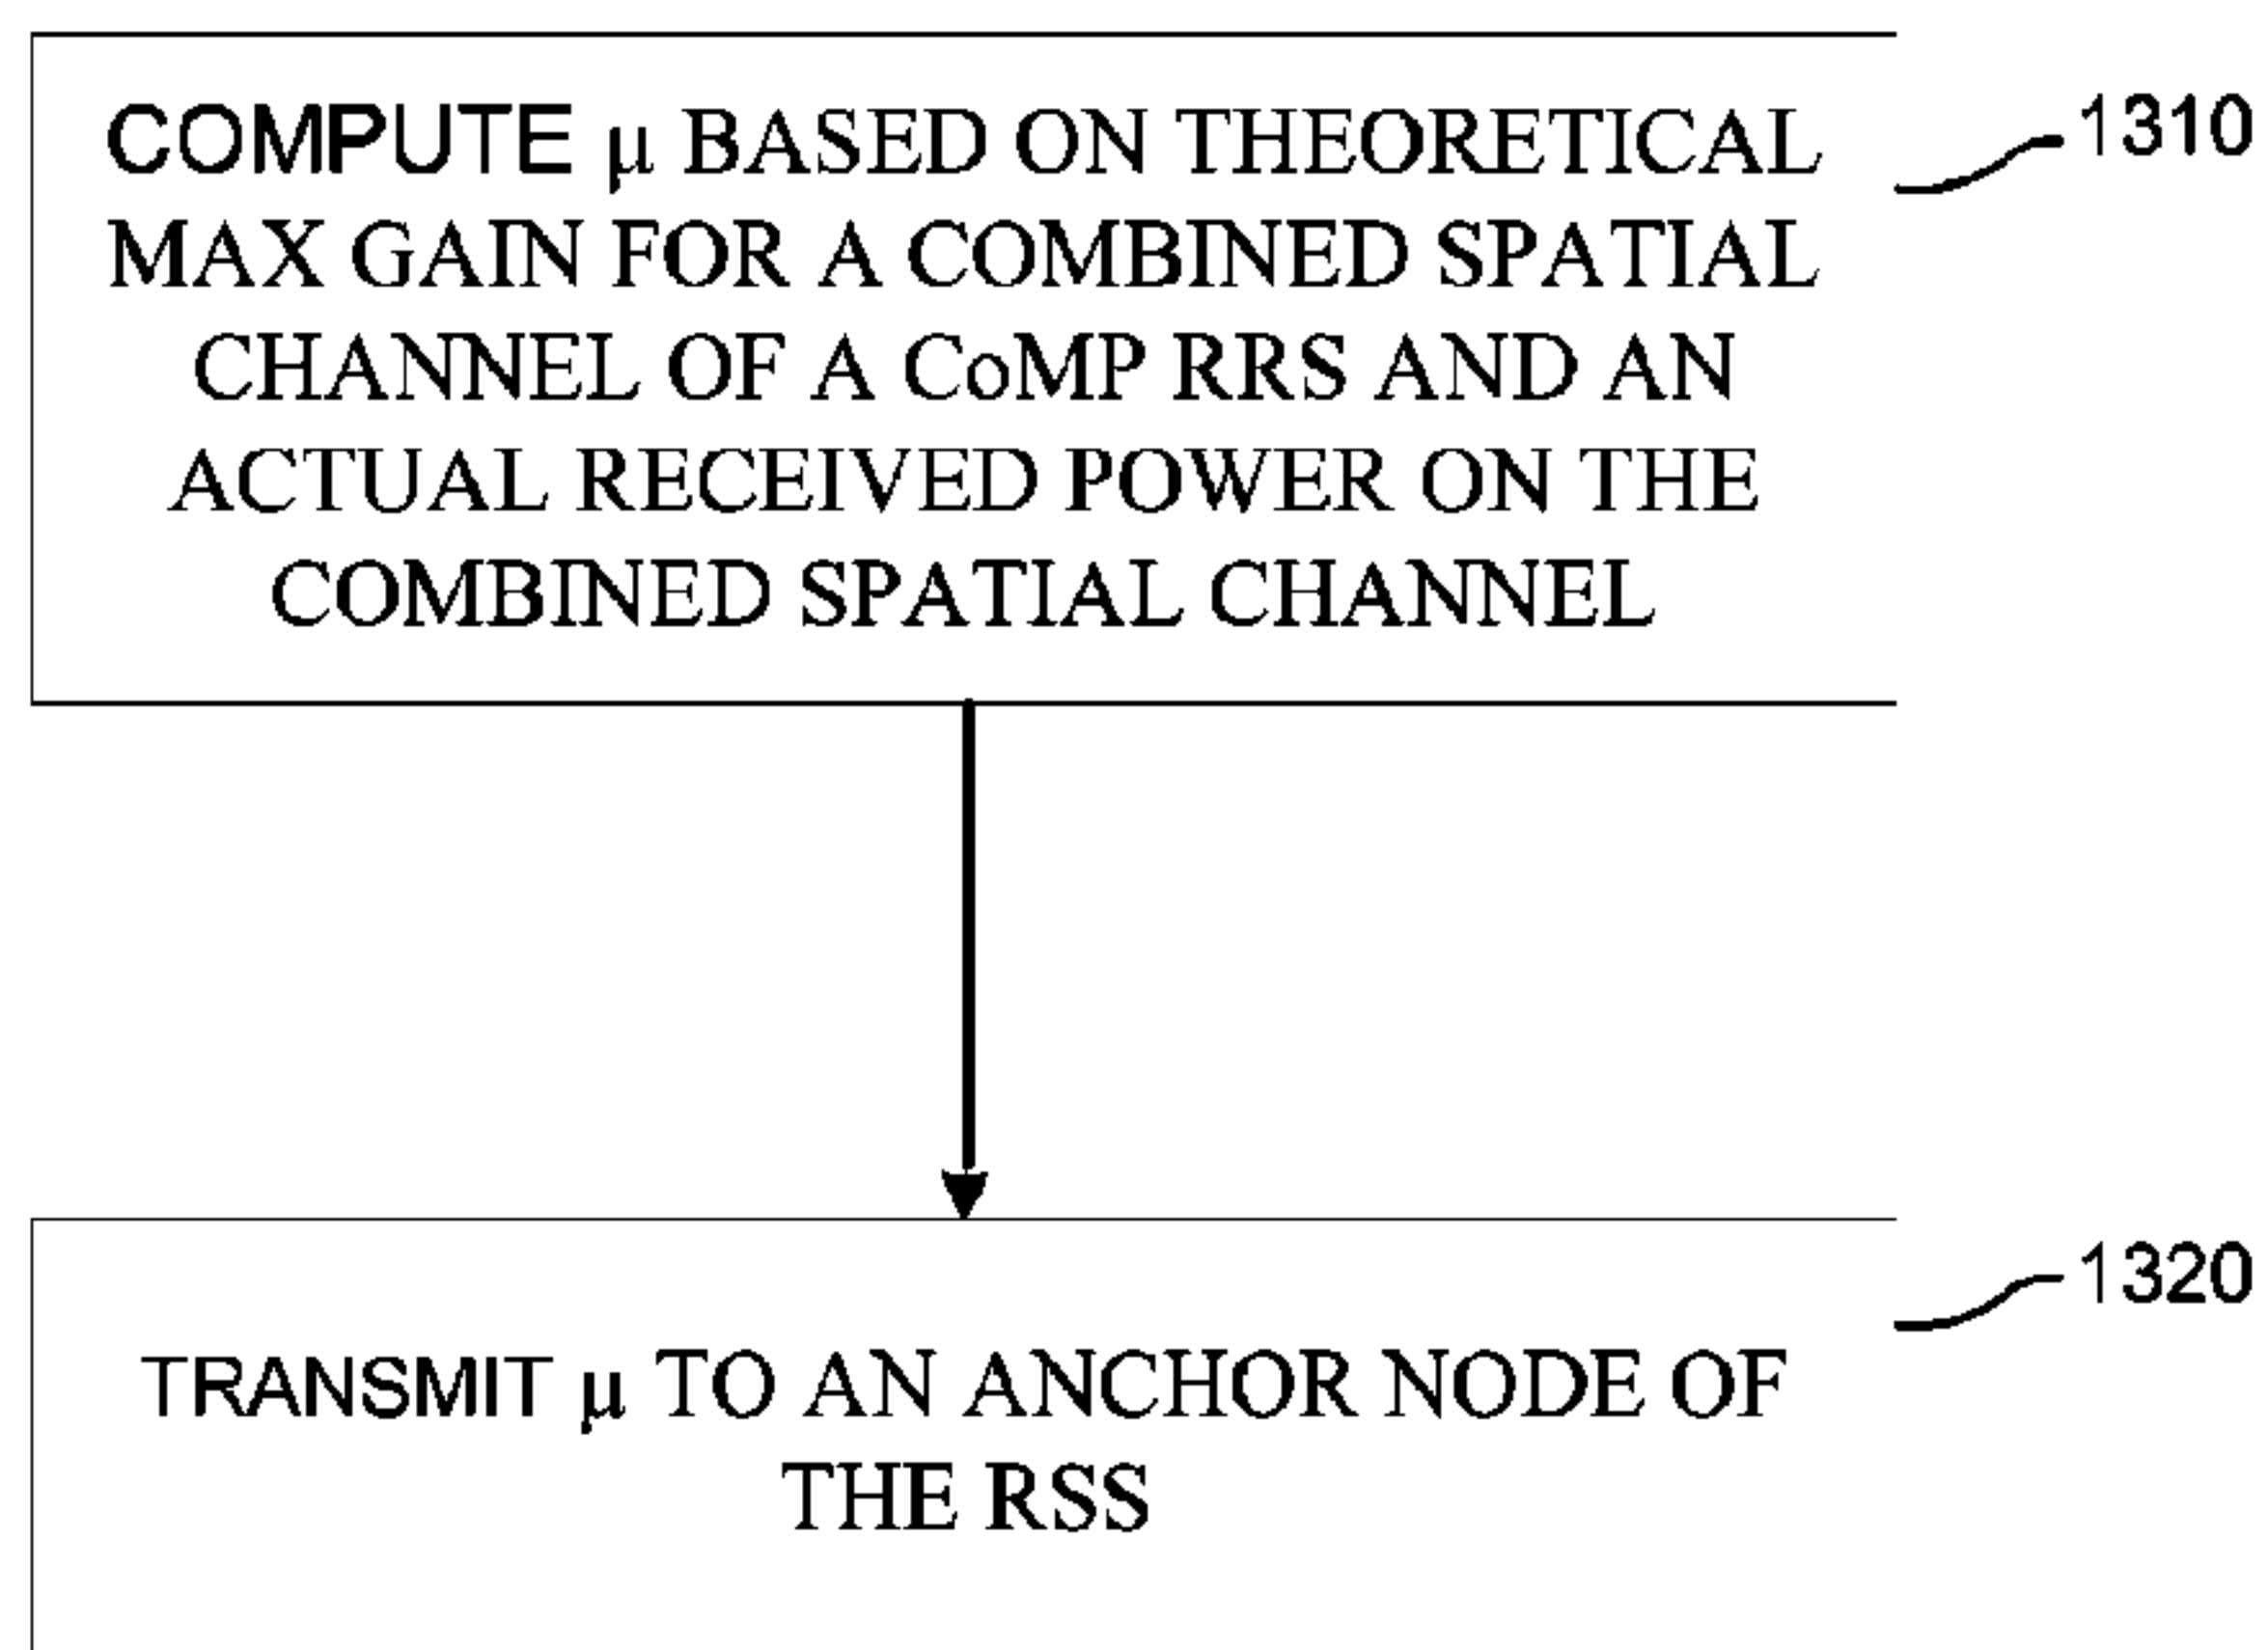 COMPUTE µ BASED ON THEORETICAL
MAX GAIN FOR A COMBINED SPATIAL
CHANNEL OF A CoMP RRS AND AN
ACTUAL RECEIVED POWER ON THE
COMBINED SPATIAL CHANNEL
1310
TRANSMIT µ TO AN ANCHOR NODE OF
THE RSS
1320